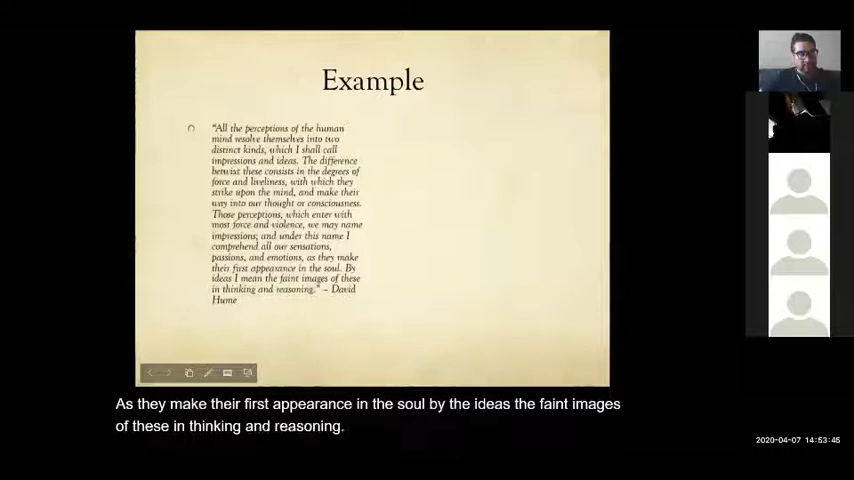 Example
"All the perceptions of the human
mind resolve themselves into two
distinct kinds, which I shall call
impressions and ideas. The difference
betwixt these consists in the degrees of
force and liveliness, with which they
strike upon the mind, and make their
way into our thought or consciousness.
Those perceptions, which enter with
most force and violence, we may name
impressions; and under this name I
comprehend all our sensations,
passions, and emotions, as they make
their first appearance in the soul. By
ideas I mean the faint images of these
in thinking and reasoning." – David
Hume
As they make their first appearance in the soul by the ideas the faint images
of these in thinking and reasoning.
2020-04-07 14:53:45